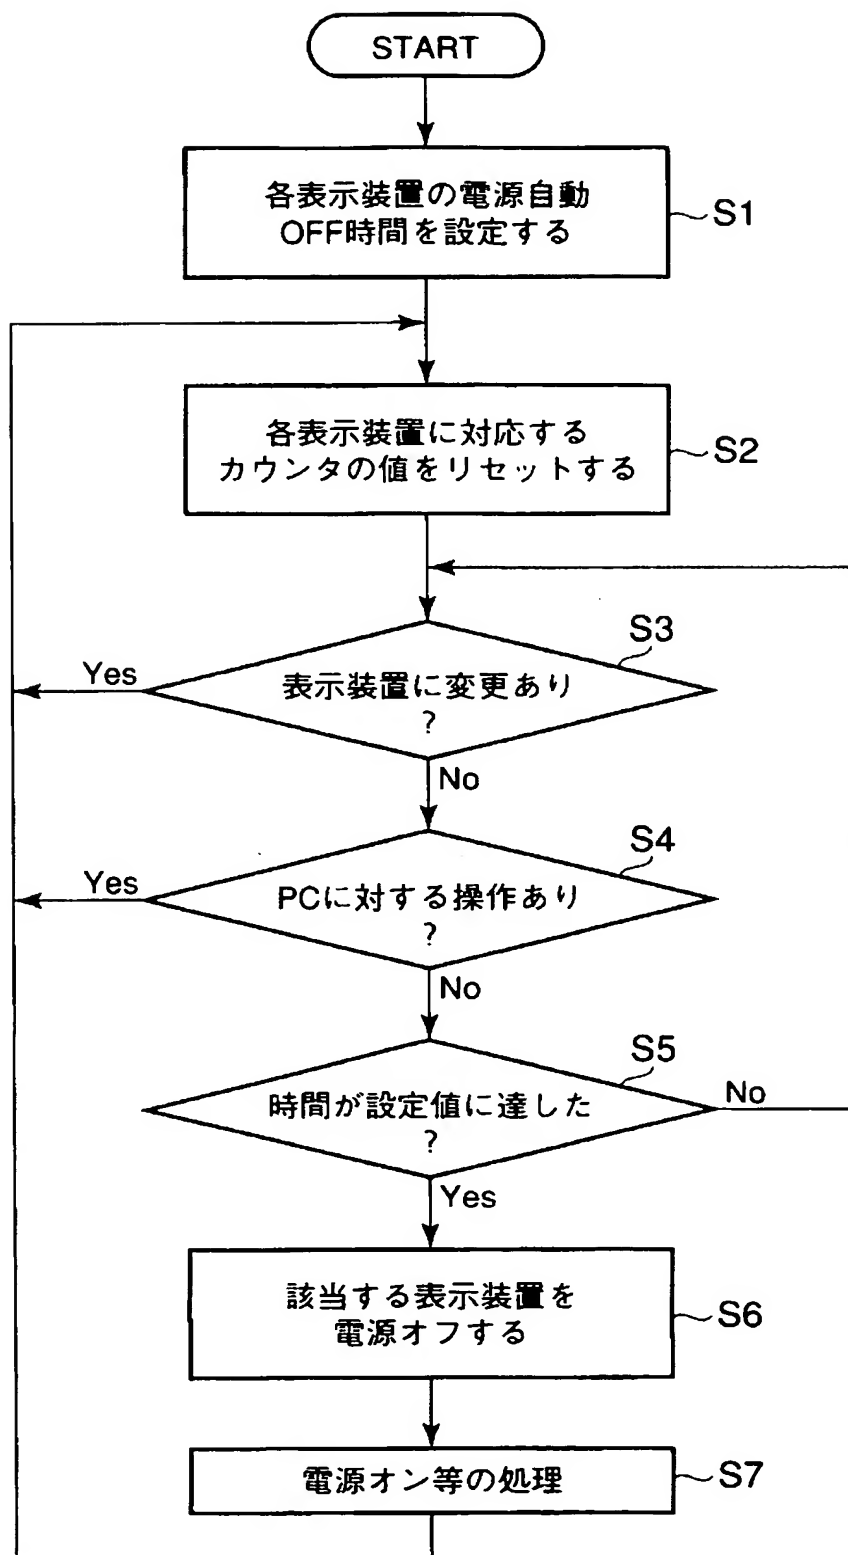 START
各表示装置の電源自動
OFF時間を設定する
S1
各表示装置に対応する
カウンタの値をリセットする
S2
S3
Yes
表示装置に変更あり
?
No
S4
Yes
PCに対する操作あり
?
No
S5
時間が設定値に達した
?
No
Yes
該当する表示装置を
電源オフする
S6
電源オン等の処理
S7